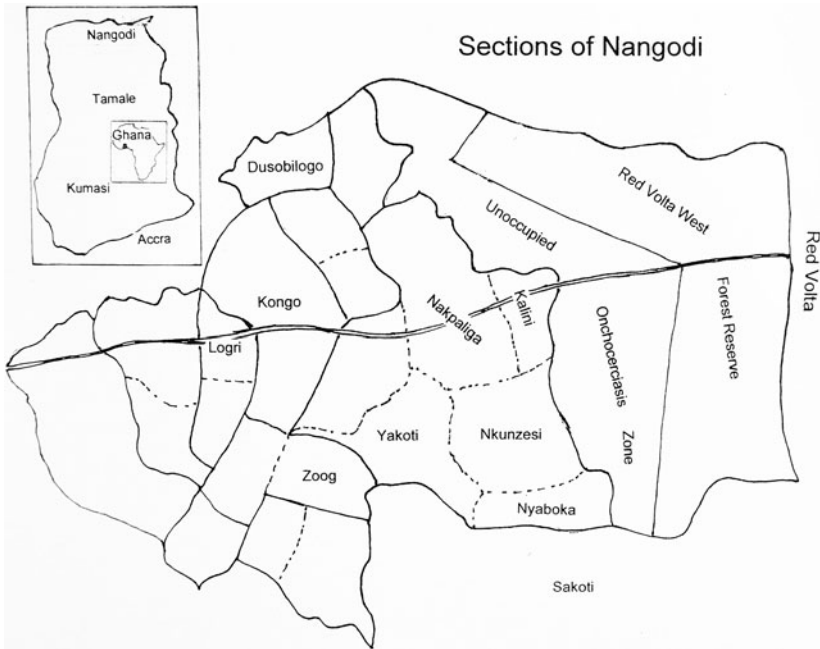 Sections of Nangodi
Nangodi
Tamale
Ghana
Kumasi
Accra
Dusobilogo
Red Volta West
Unoccupied
Red Volta
Kongo
Nakpaliga
Kalini
Logri
Onchocerciasis
Zone
Forest Reserve
Yakoti
Nkunzesi
Zoog
Nyaboka
Sakoti